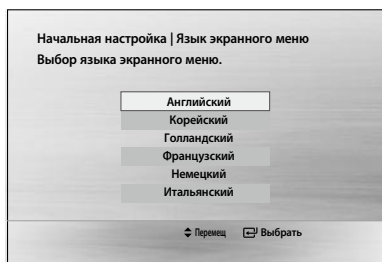 Начальная настройка | Язык экранного меню
Выбор языка экранного меню.
Английский
Корейский
Голландский
Французский
Немецкий
Итальянский
Перемещ Выбрать